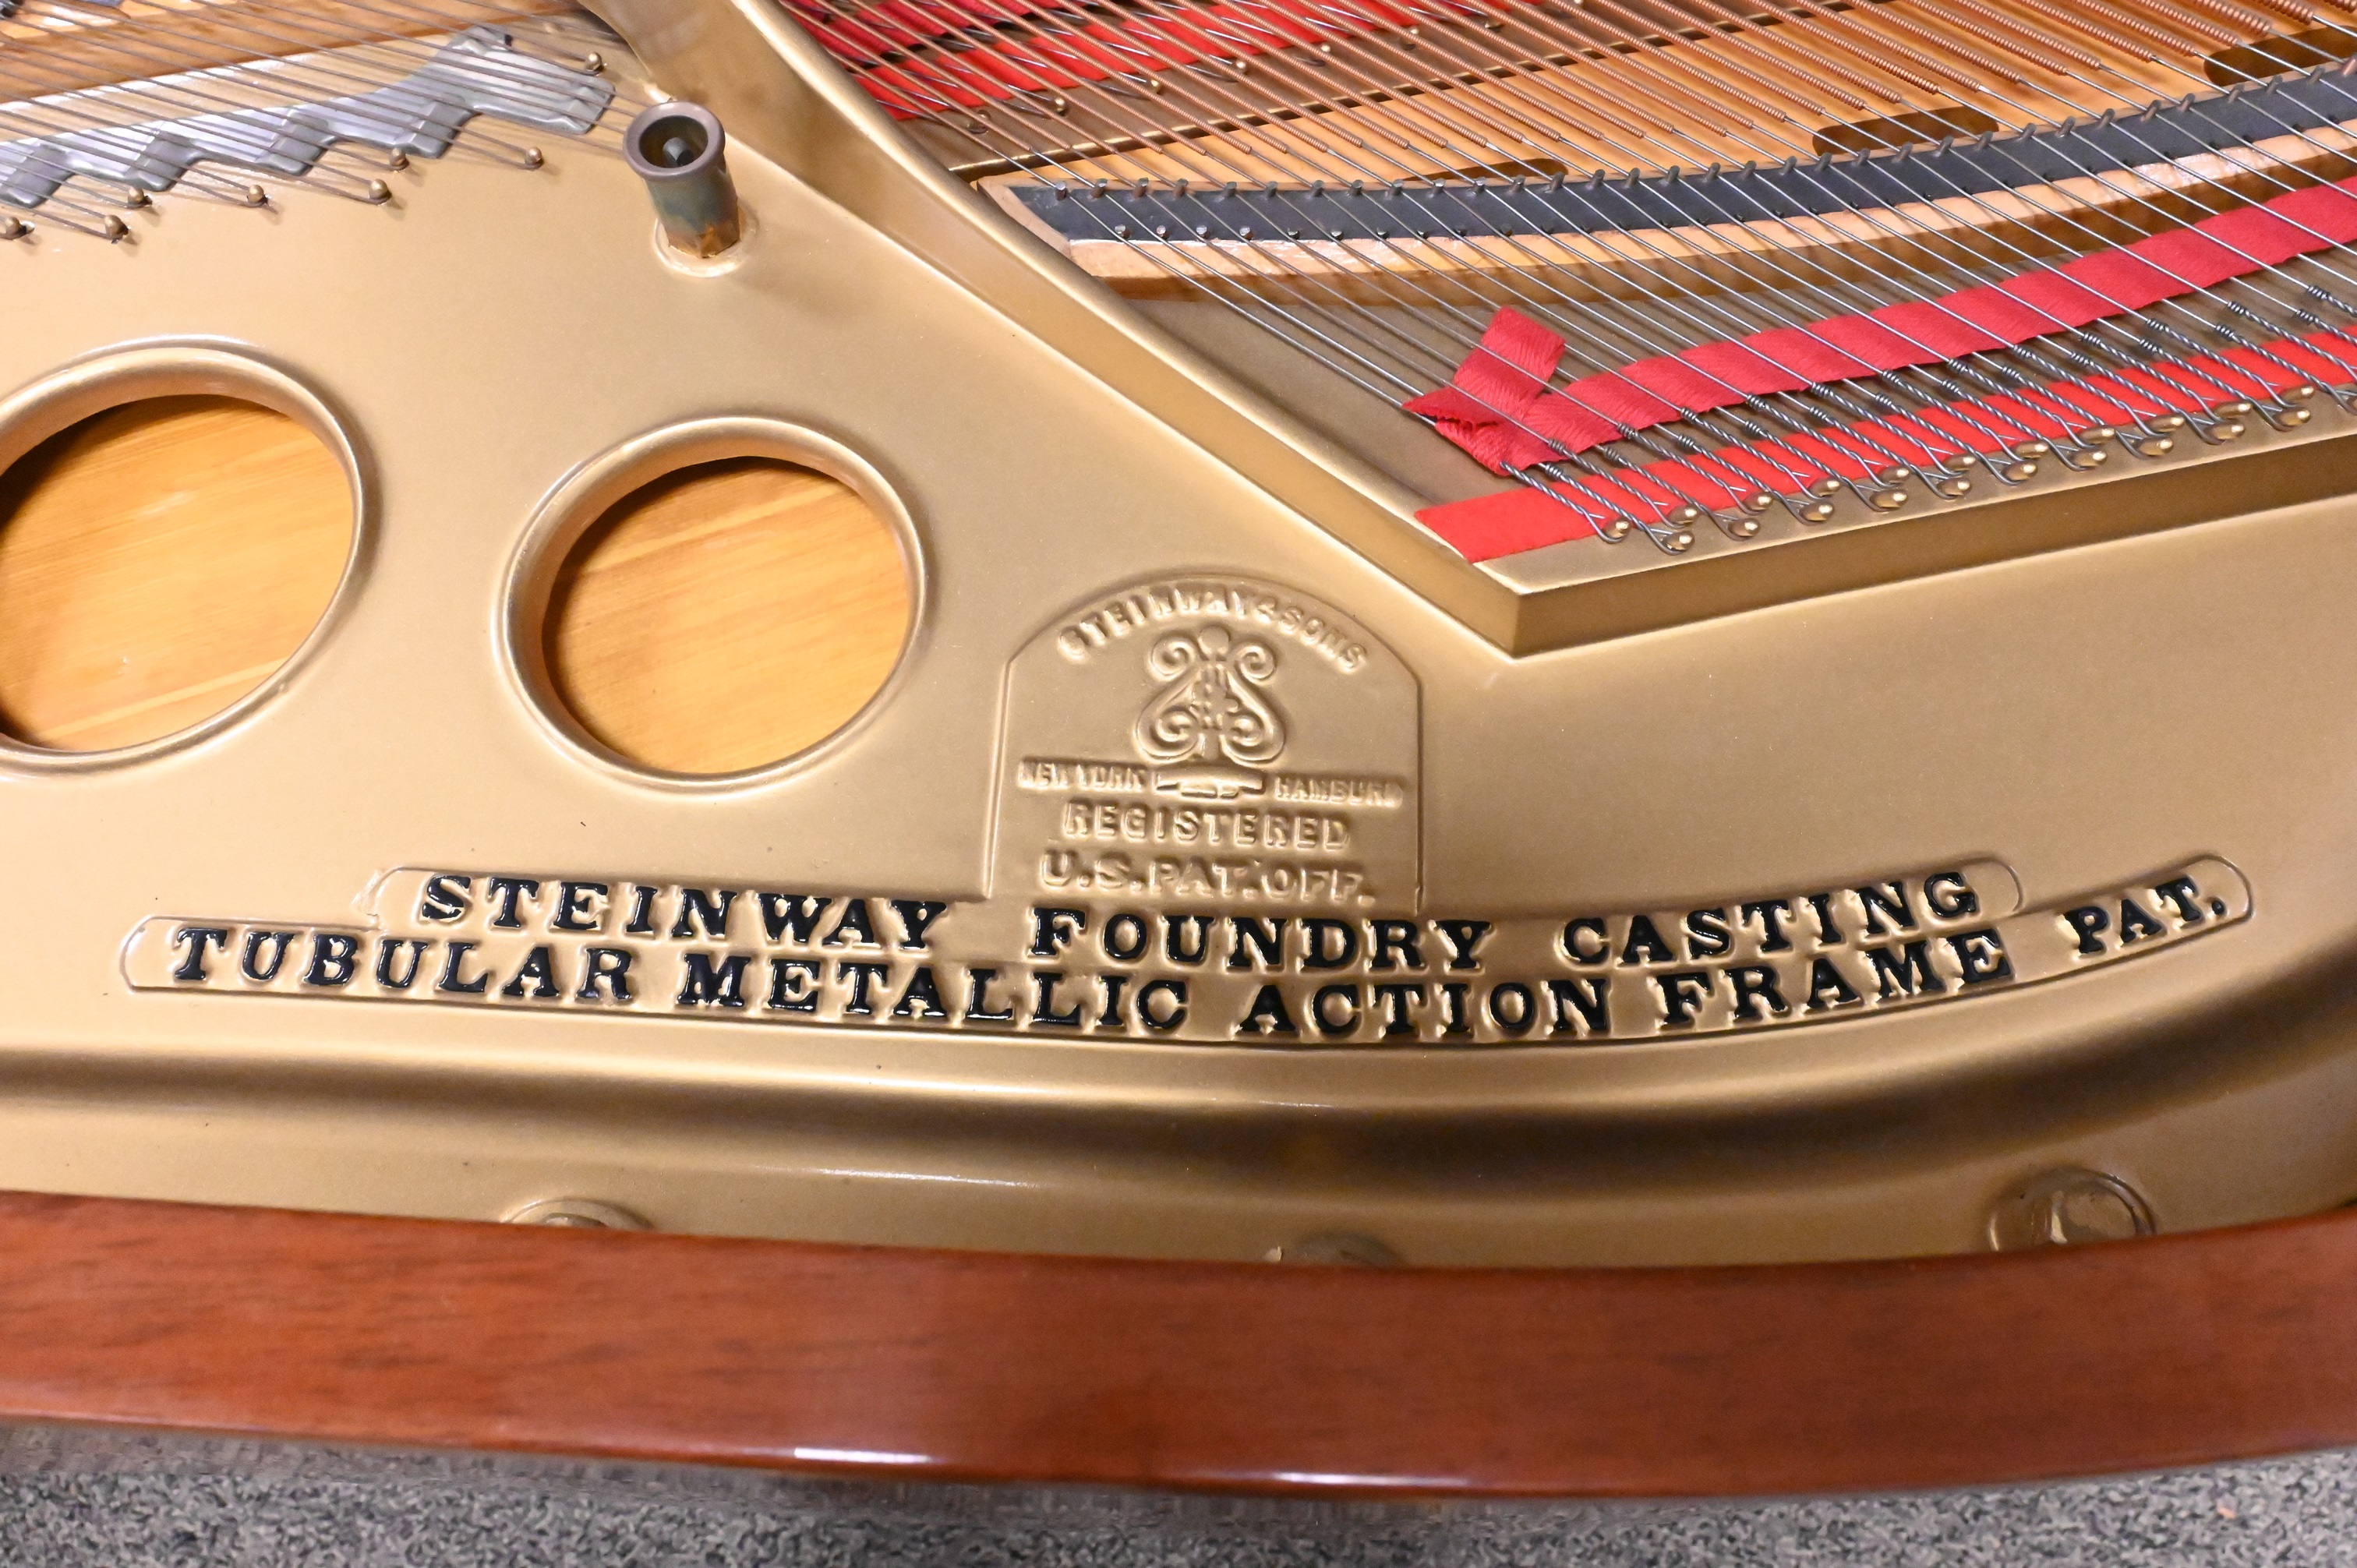 STEINWAY & SONS
NEW YORK HAMBURG
REGISTERED
U.S.PAT.OFF.
STEINWAY FOUNDRY CASTING
TUBULAR METALLIC ACTION FRAME PAT.